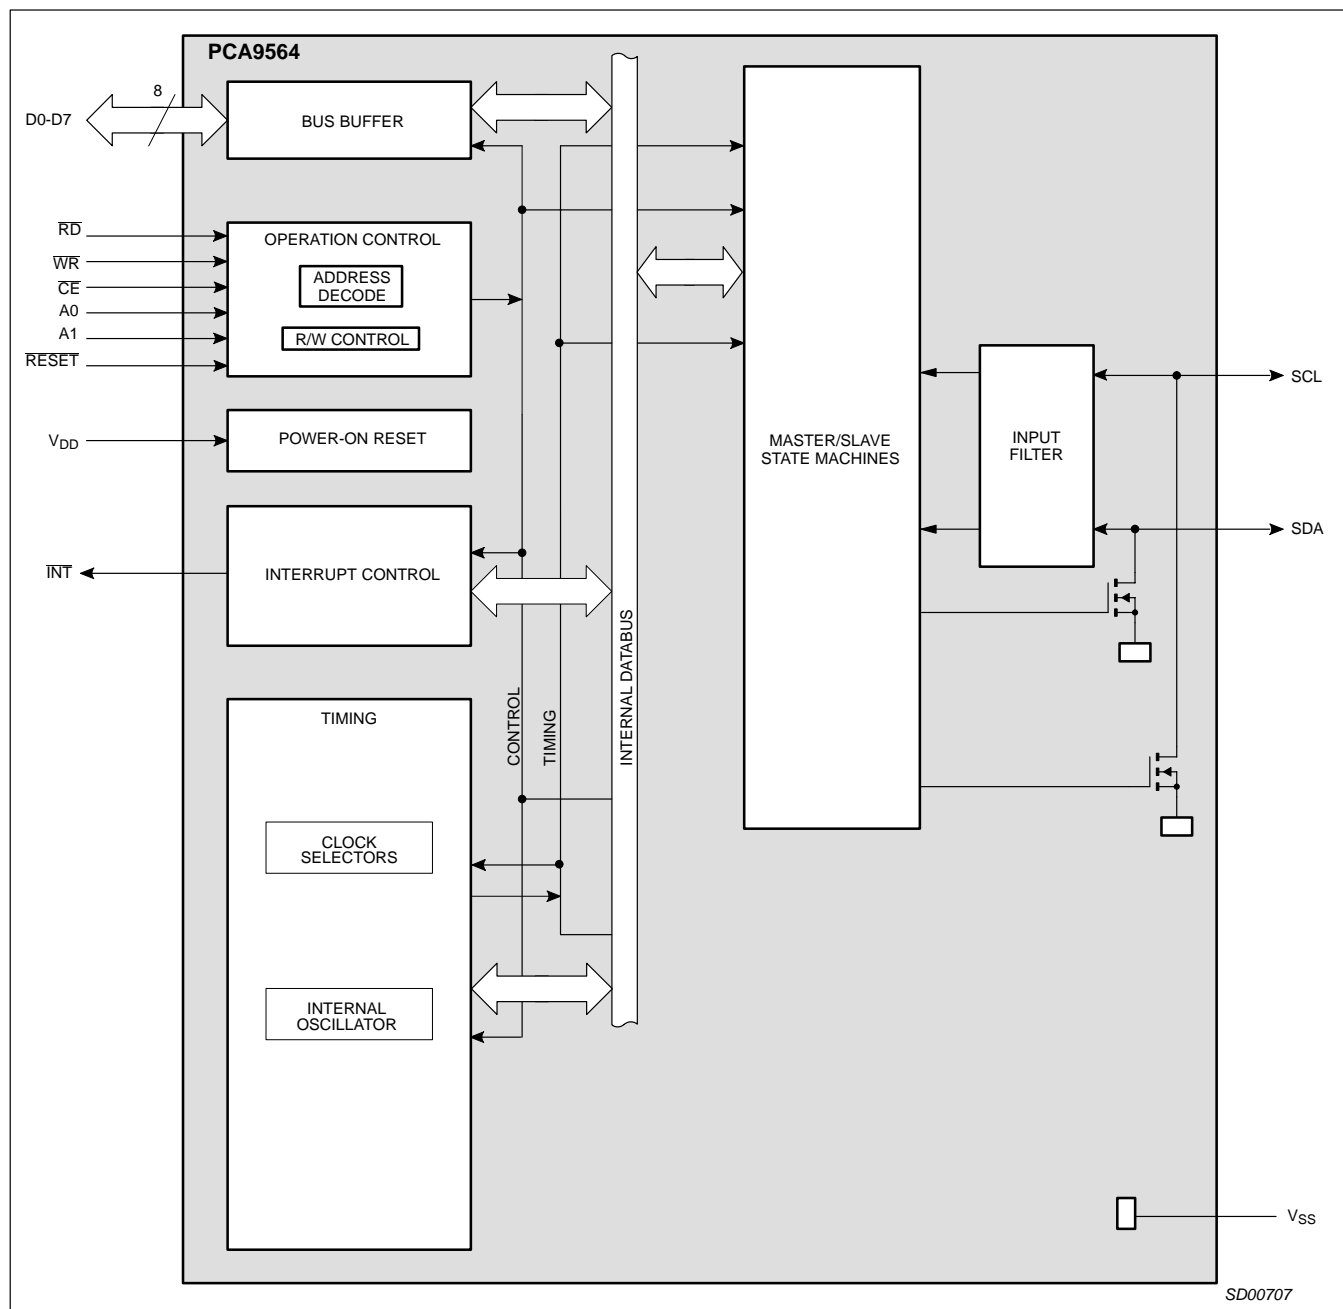 PCA9564
8
D0-D7
BUS BUFFER
RD
WR
CE
A0
A1
RESET
OPERATION CONTROL
ADDRESS
DECODE
R/W CONTROL
VDD
POWER-ON RESET
INT
INTERRUPT CONTROL
TIMING
CLOCK
SELECTORS
INTERNAL
OSCILLATOR
CONTROL
TIMING
INTERNAL DATABUS
MASTER/SLAVE
STATE MACHINES
INPUT
FILTER
SCL
SDA
VSS
SD00707